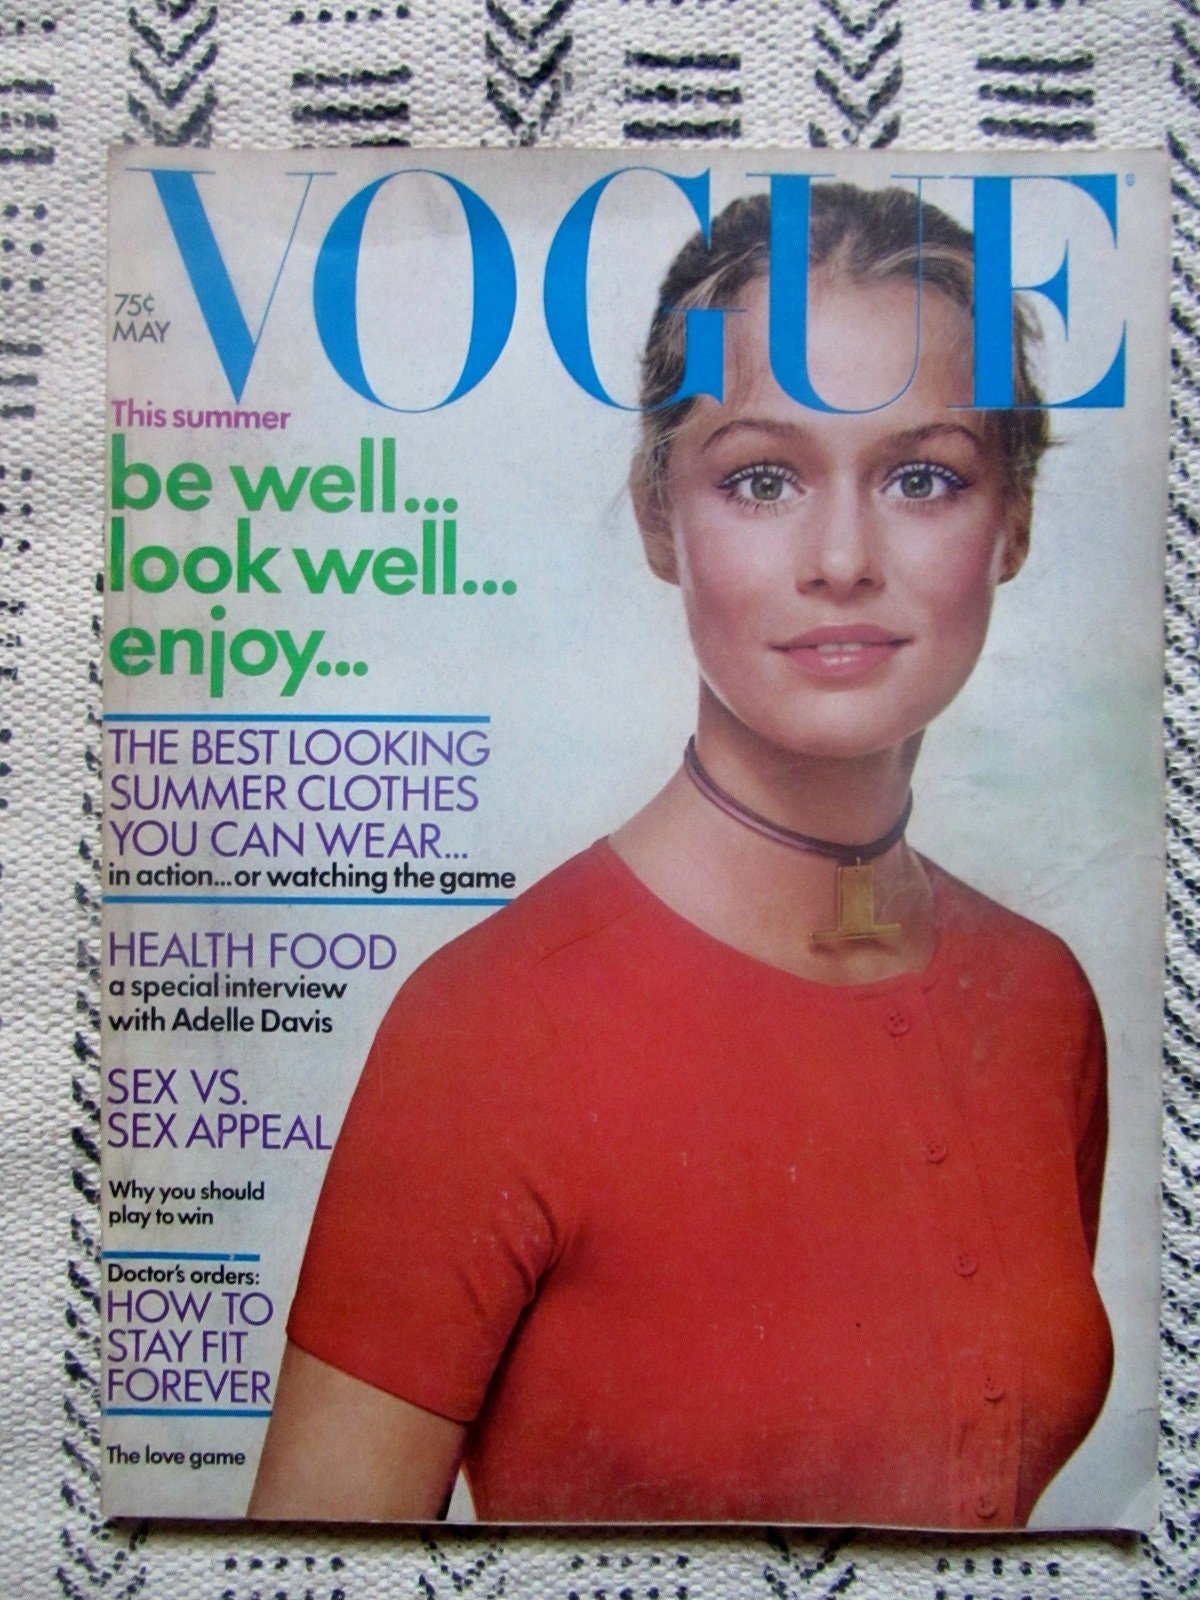 VOGUE®
75¢
MAY
This summer
be well...
look well...
enjoy...
THE BEST LOOKING
SUMMER CLOTHES
YOU CAN WEAR...
in action...or watching the game
HEALTH FOOD
a special interview
with Adelle Davis
SEX VS.
SEX APPEAL
Why you should
play to win
Doctor's orders:
HOW TO
STAY FIT
FOREVER
The love game